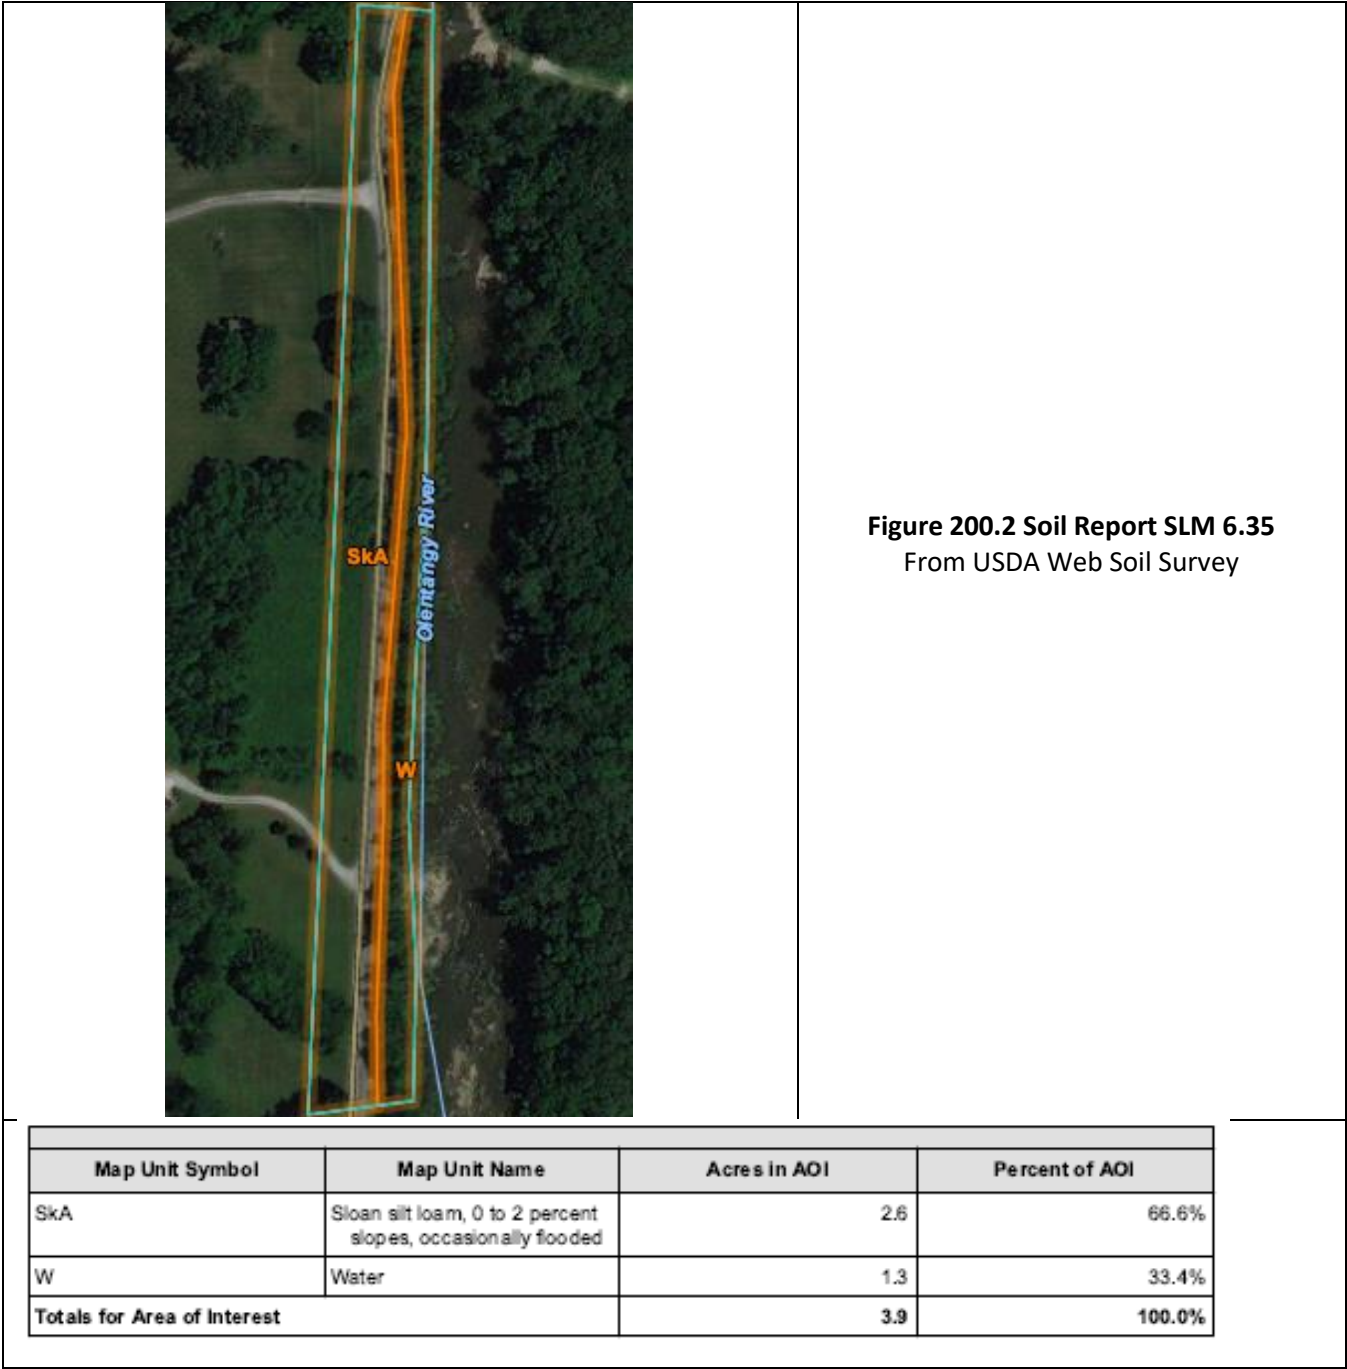 SkA
Olentangy River
W
Figure 200.2 Soil Report SLM 6.35
From USDA Web Soil Survey
Map Unit Symbol Map Unit Name Acres in AOI Percent of AOI
SkA Sloan silt loam, 0 to 2 percent 2.6 66.6%
slopes, occasionally flooded
W Water 1.3 33.4%
Totals for Area of Interest 3.9 100.0%